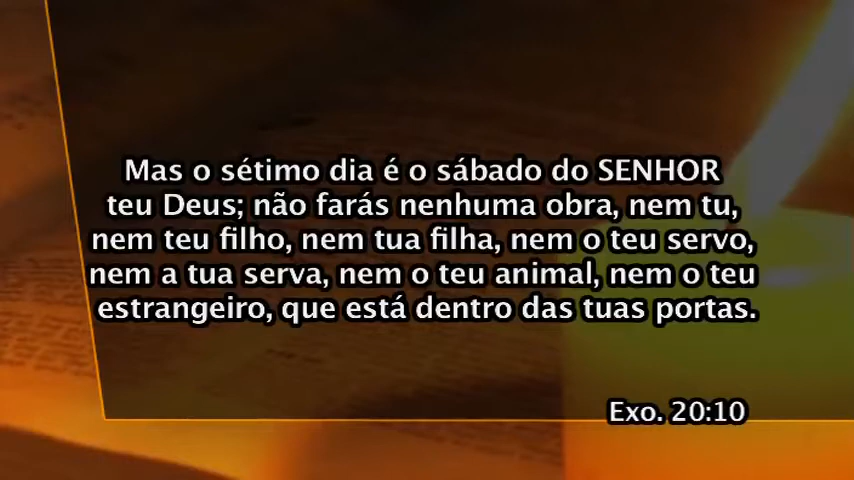 Mas o sétimo dia é o sábado do SENHOR
teu Deus; não farás nenhuma obra, nem tu,
nem teu filho, nem tua filha, nem o teu servo,
nem a tua serva, nem o teu animal, nem o teu
estrangeiro, que está dentro das tuas portas.
Exo. 20:10